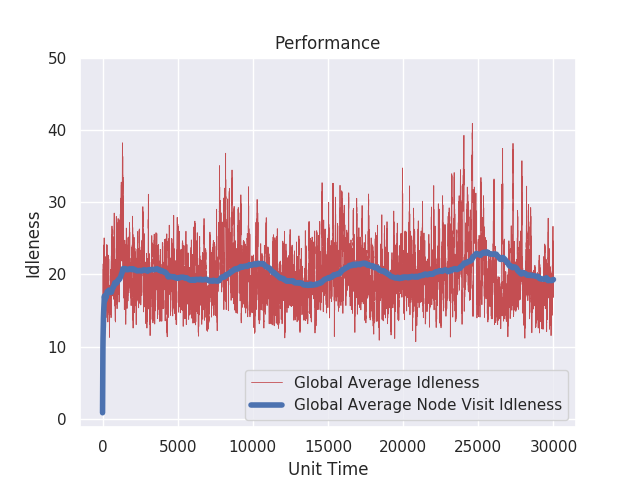 Performance
50
40
30
20
10
0
Idleness
Global Average Idleness
Global Average Node Visit Idleness
0 5000 10000 15000 20000 25000 30000
Unit Time